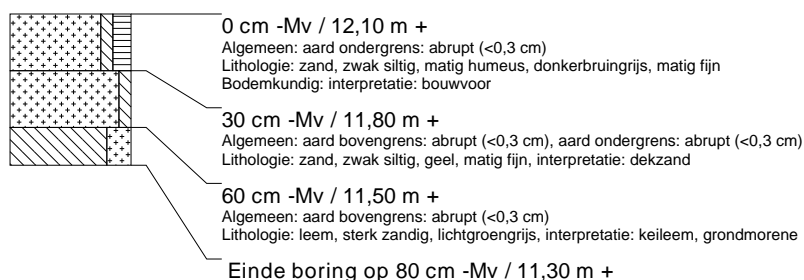 0 cm -Mv / 12,10 m +
Algemeen: aard ondergrens: abrupt (<0,3 cm)
Lithologie: zand, zwak siltig, matig humeus, donkerbruingrijs, matig fijn
Bodemkundig: interpretatie: bouwvoor
30 cm -Mv / 11,80 m +
Algemeen: aard bovengrens: abrupt (<0,3 cm), aard ondergrens: abrupt (<0,3 cm)
Lithologie: zand, zwak siltig, geel, matig fijn, interpretatie: dekzand
60 cm -Mv / 11,50 m +
Algemeen: aard bovengrens: abrupt (<0,3 cm)
Lithologie: leem, sterk zandig, lichtgroengrijs, interpretatie: keileem, grondmorene
Einde boring op 80 cm -Mv / 11,30 m +